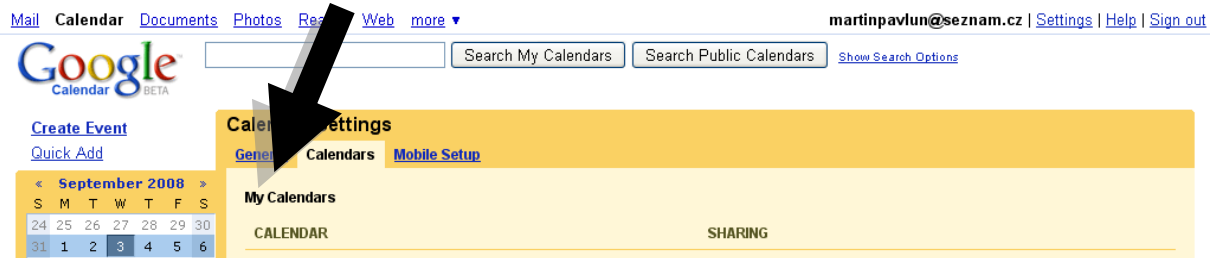 Mail Calendar Documents Photos Web more ▼ martinpavlun@seznam.cz | Settings | Help | Sign out
Google Calendar BETA
Search My Calendars Search Public Calendars Show Search Options
Create Event
Quick Add
« September 2008 »
S M T W T F S
24 25 26 27 28 29 30
31 1 2 3 4 5 6
Settings
Calendars Mobile Setup
My Calendars
CALENDAR SHARING